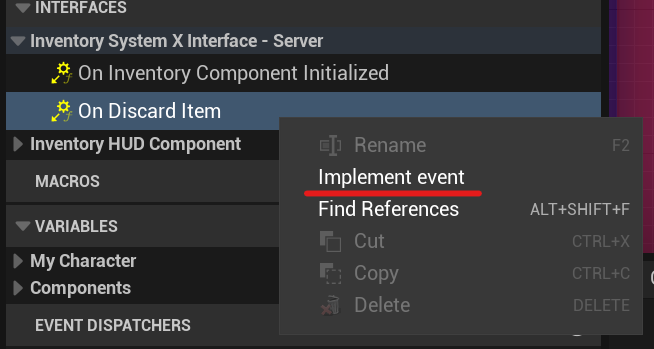 INTERFACES
Inventory System X Interface - Server
On Inventory Component Initialized
On Discard Item
Inventory HUD Component
MACROS
VARIABLES
My Character
Components
EVENT DISPATCHERS
Rename F2
Implement event
Find References ALT+SHIFT+F
Cut CTRL+X
Copy CTRL+C
Delete DELETE